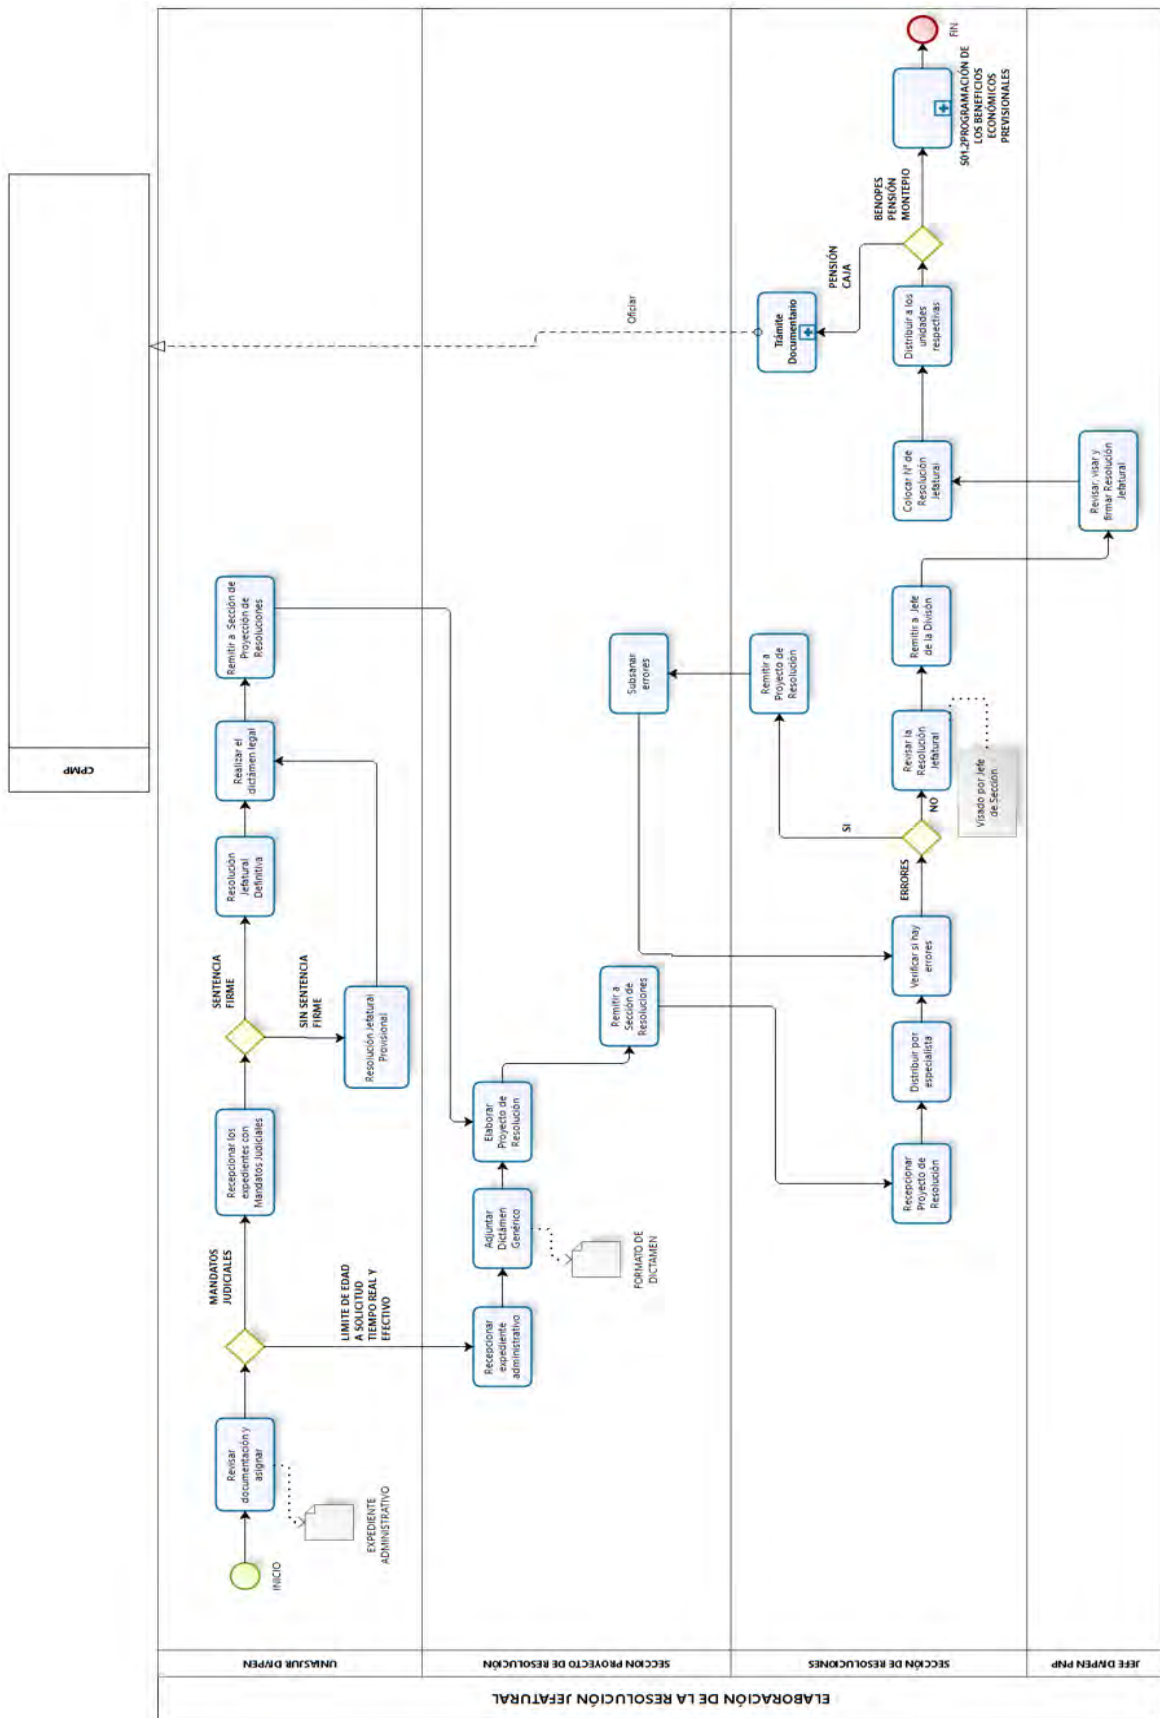 CPMP
ELABORACIÓN DE LA RESOLUCIÓN JEFATURAL
UNIASJUR DIVPEN
SECCION PROYECTO DE RESOLUCIÓN
SECCIÓN DE RESOLUCIONES
JEFE DIVPEN PNP
INICIO
Revisar
documentación y
asignar
EXPEDIENTE
ADMINISTRATIVO
MANDATOS
JUDICIALES
LIMITE DE EDAD
A SOLICITUD
TIEMPO REAL Y
EFECTIVO
Recepcionar los
expedientes con
Mandatos Judiciales
SENTENCIA
FIRME
SIN SENTENCIA
FIRME
Resolución Jefatural
Provisional
Resolución
Jefatural
Definitiva
Realizar el
dictámen legal
Remitir a Sección de
Proyección de
Resoluciones
Recepcionar
expediente
administrativo
Adjuntar
Dictámen
Genérico
FORMATO DE
DICTAMEN
Elaborar
Proyecto de
Resolución
Remitir a
Sección de
Resoluciones
Subsanar
errores
Recepcionar
Proyecto de
Resolución
Distribuir por
especialista
Verificar si hay
errores
ERRORES
SI
NO
Remitir a
Proyecto de
Resolución
Revisar la
Resolución
Jefatural
Visado por Jefe
de Sección
Remitir a Jefe
de la Divisón
Revisar, visar y
firmar Resolución
Jefatural
Colocar N° de
Resolución
Jefatural
Distribuir a los
unidades
respectivas
PENSIÓN
CAJA
Trámite
Documentario
Oficiar
BENOPES
PENSIÓN
MONTEPIO
S01.2PROGRAMACIÓN DE
LOS BENEFICIOS
ECONÓMICOS
PREVISIONALES
FIN